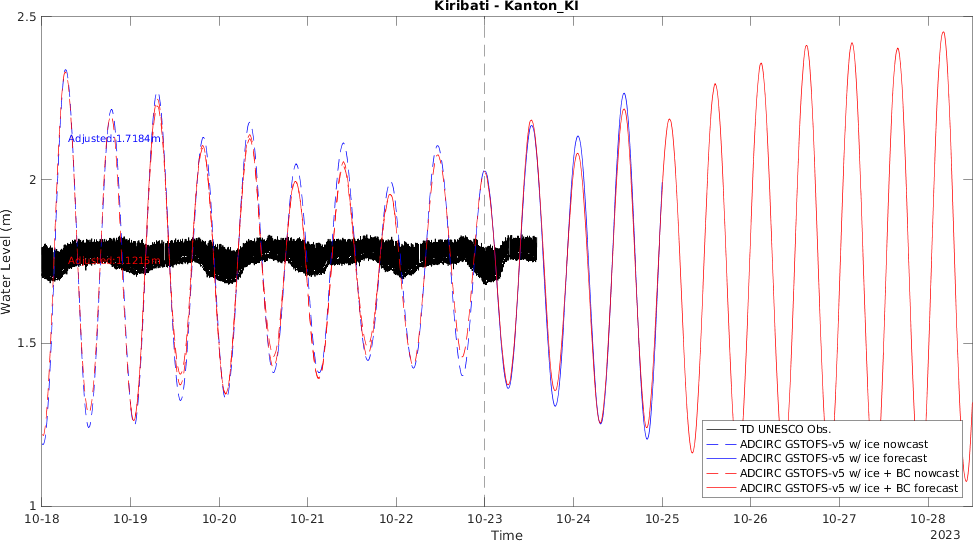 Kiribati - Kanton_KI
2.5
2
1.5
1
Water Level (m)
Adjusted:1.7184m
Adjusted:1.1215m
TD UNESCO Obs.
ADCIRC GSTOFS-v5 w/ ice nowcast
ADCIRC GSTOFS-v5 w/ ice forecast
ADCIRC GSTOFS-v5 w/ ice + BC nowcast
ADCIRC GSTOFS-v5 w/ ice + BC forecast
10-18 10-19 10-20 10-21 10-22 10-23 10-24 10-25 10-26 10-27 10-28
2023
Time